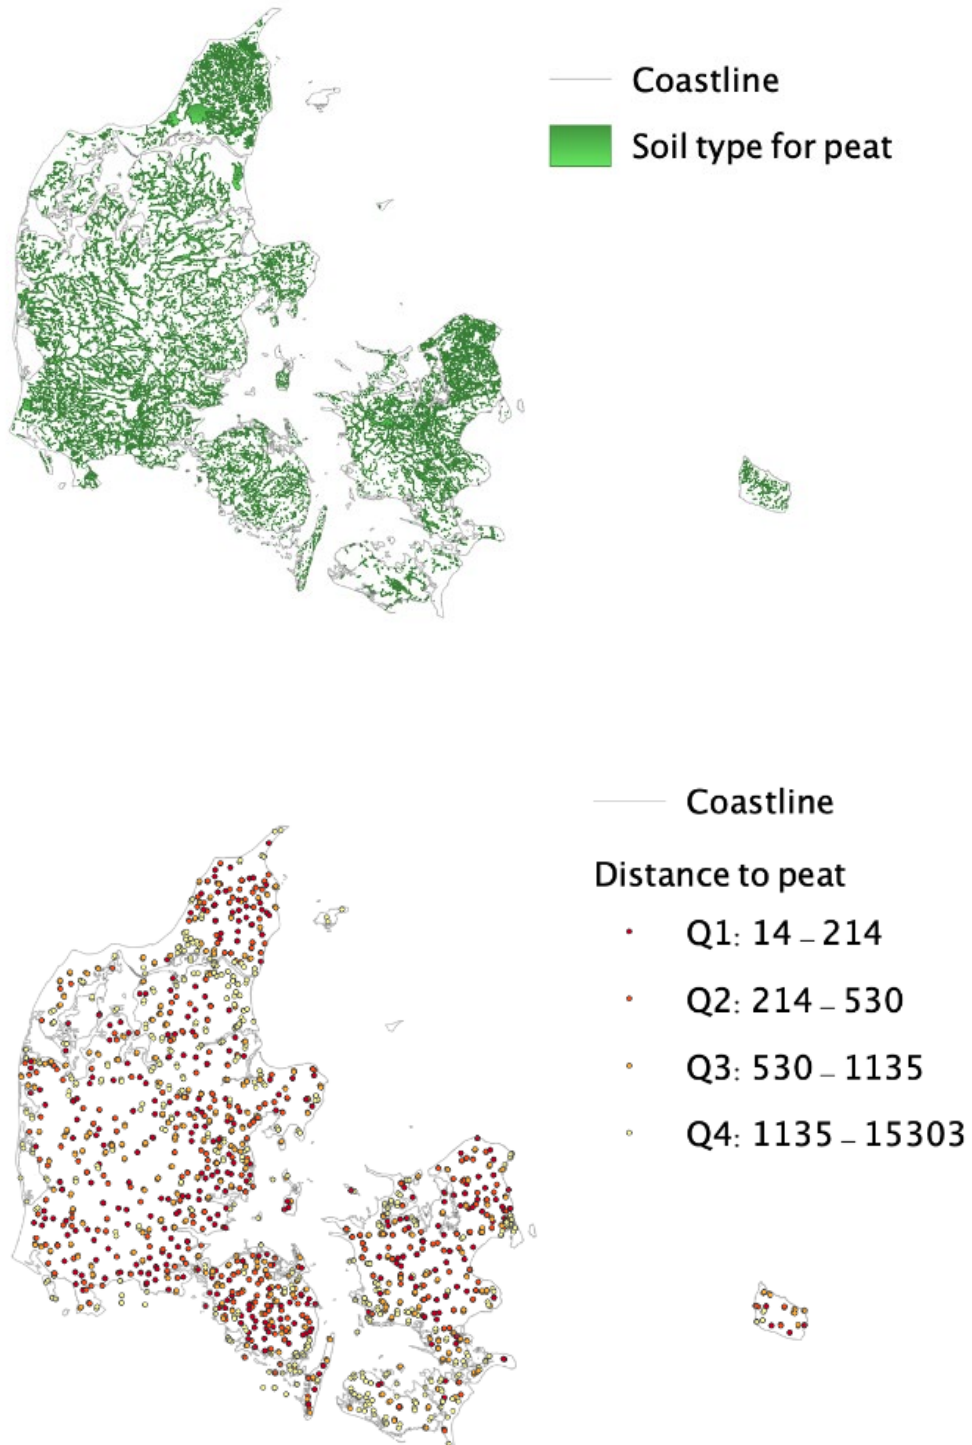 Coastline
Soil type for peat
Coastline
Distance to peat
Q1: 14 – 214
Q2: 214 – 530
Q3: 530 – 1135
Q4: 1135 – 15303